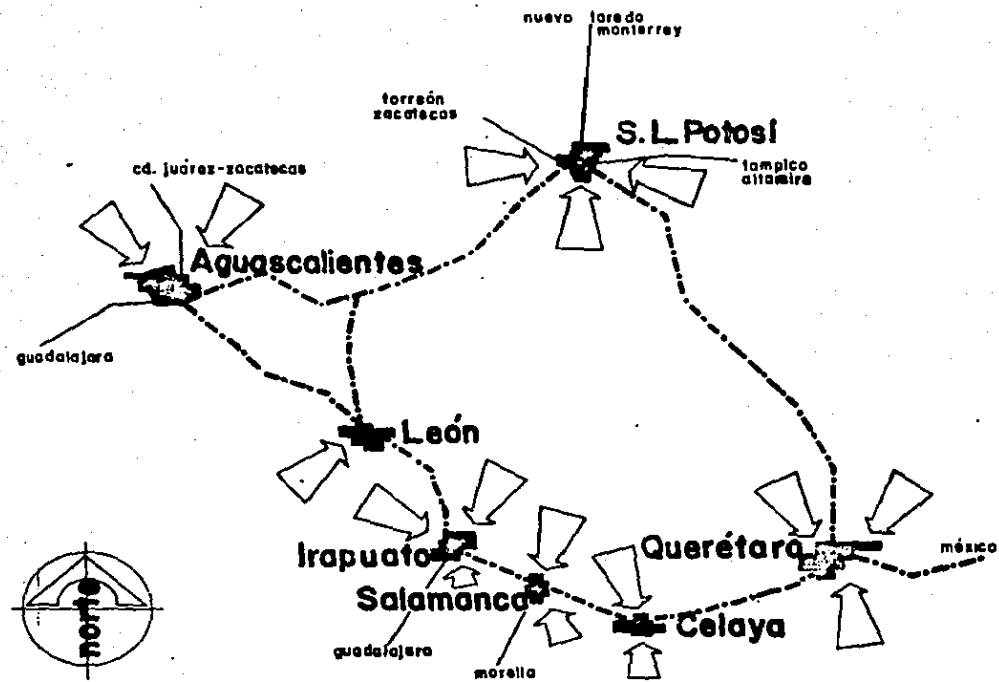 nuevo laredo
monterrey
torreón
zacatecas
S.L. Potosí
tampico
altamira
cd. juárez-zacatecas
Aguascalientes
guadalajara
León
Irapuato
Querétaro
méxico
Salamanca
Celaya
guadalajara
morelia
norte